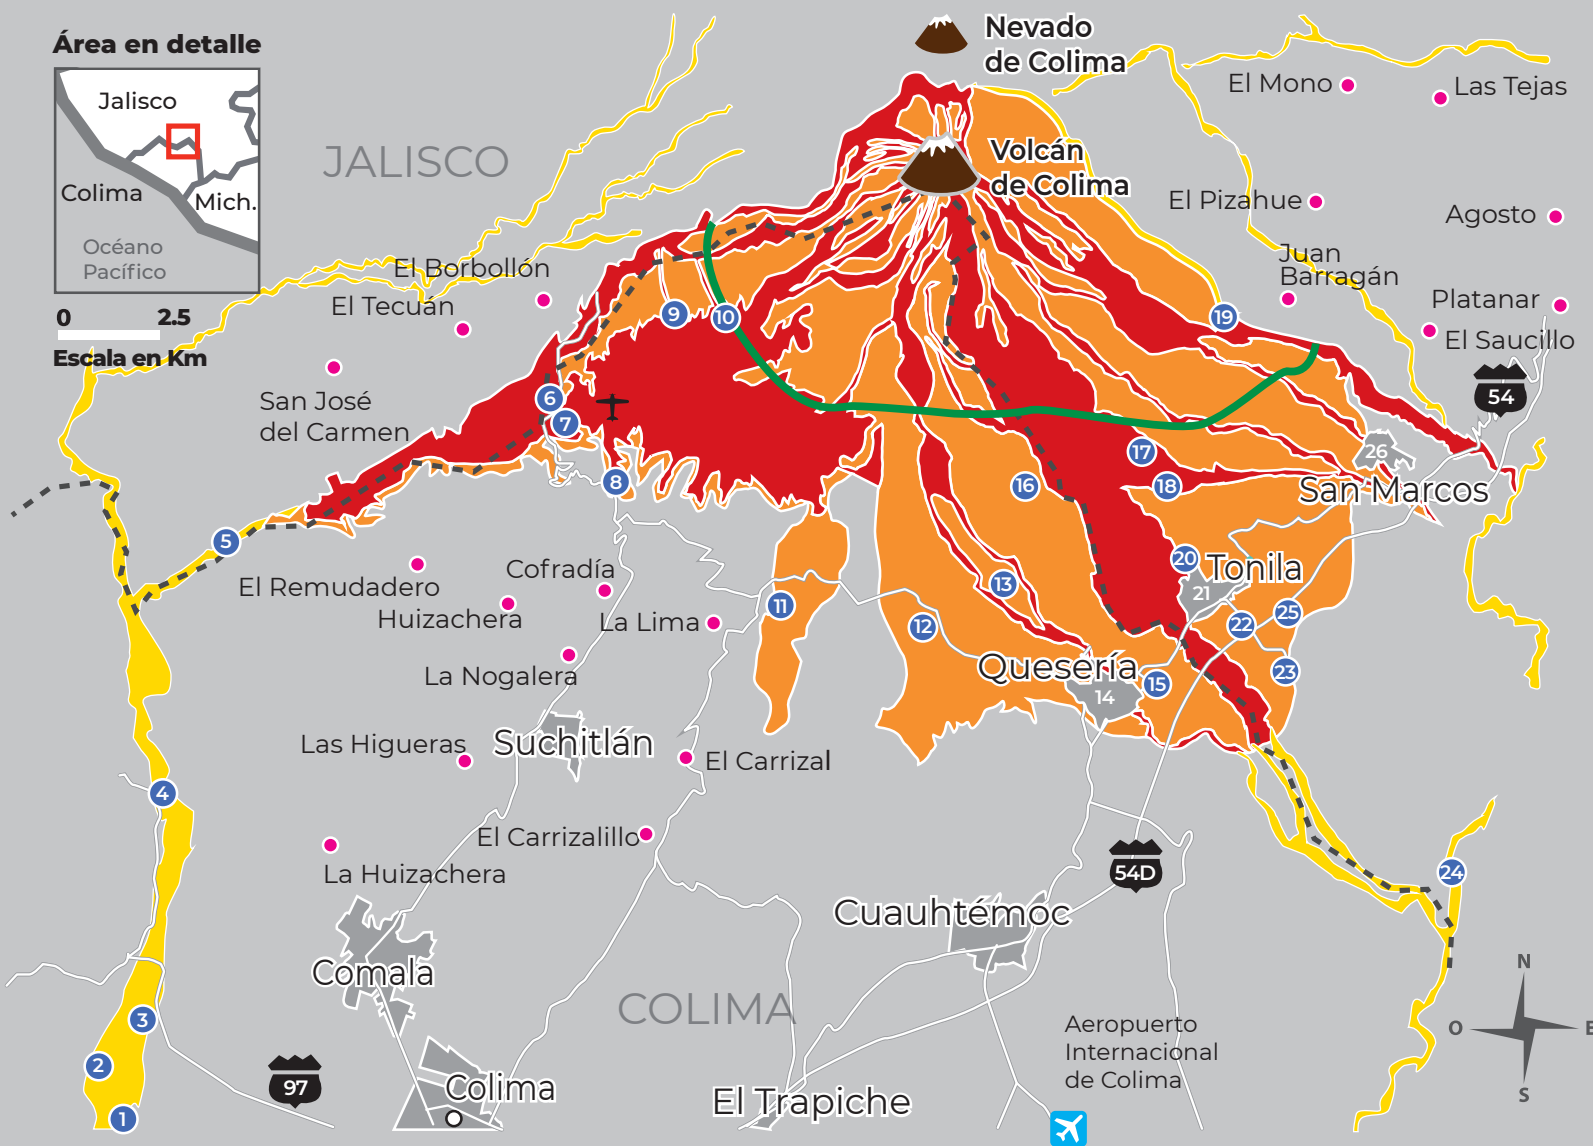 Área en detalle
Jalisco
Colima
Mich.
Océano
Pacífico
0 2.5
Escala en Km
Nevado
de Colima
Volcán
de Colima
JALISCO
El Mono
Las Tejas
El Pizahue
Agosto
Juan
Barragán
Platanar
El Saucillo
54
El Borbollón
El Tecuán
San José
del Carmen
9
10
19
6
7
8
26
San Marcos
17
18
16
5
El Remudadero
Huizachera
Cofradía
La Lima
La Nogalera
11
12
13
20
Tonila
21
22
25
23
Quesería
14
15
Las Higueras
Suchitlán
El Carrizal
4
El Carrizalillo
La Huizachera
54D
24
Cuauhtémoc
Comala
COLIMA
3
2
1
97
Colima
El Trapiche
Aeropuerto
Internacional
de Colima
N
O E
S